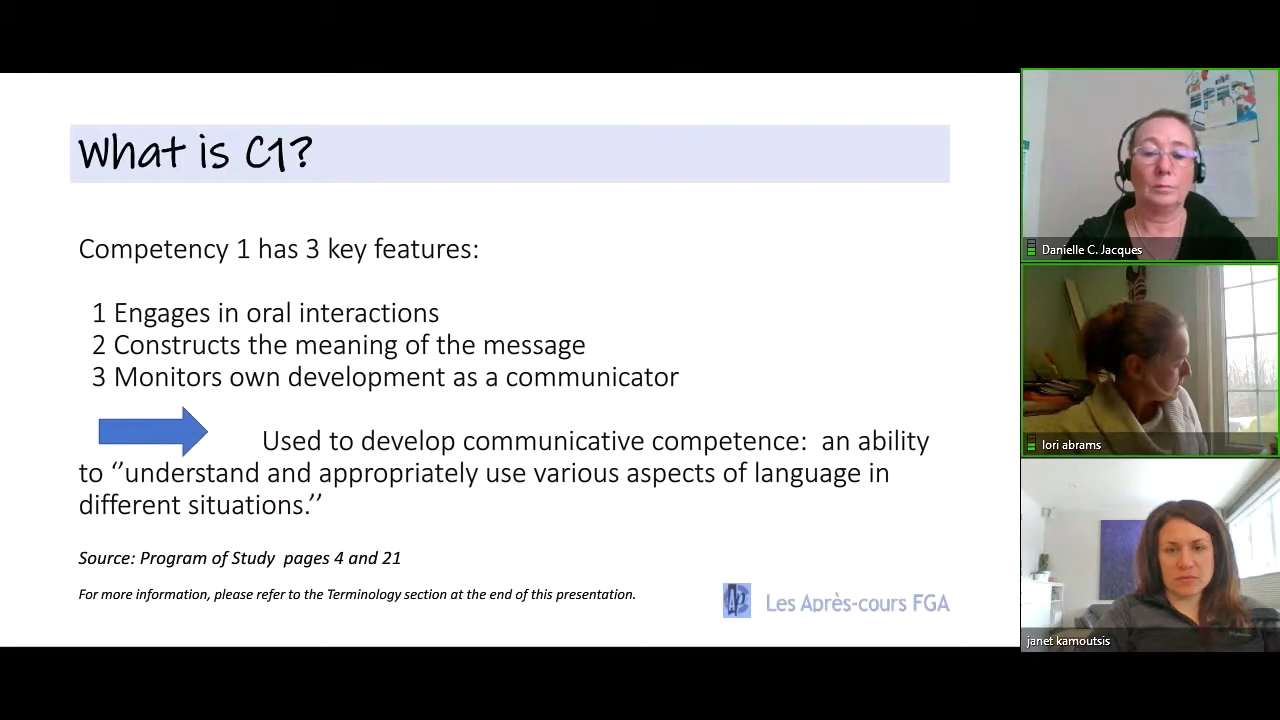 What is C1?
Competency 1 has 3 key features:
1 Engages in oral interactions
2 Constructs the meaning of the message
3 Monitors own development as a communicator
Used to develop communicative competence:  an ability
to ‘’understand and appropriately use various aspects of language in
different situations.’’
Source: Program of Study  pages 4 and 21
For more information, please refer to the Terminology section at the end of this presentation.
Les Après-cours FGA
Danielle C. Jacques
lori abrams
janet kamoutsis